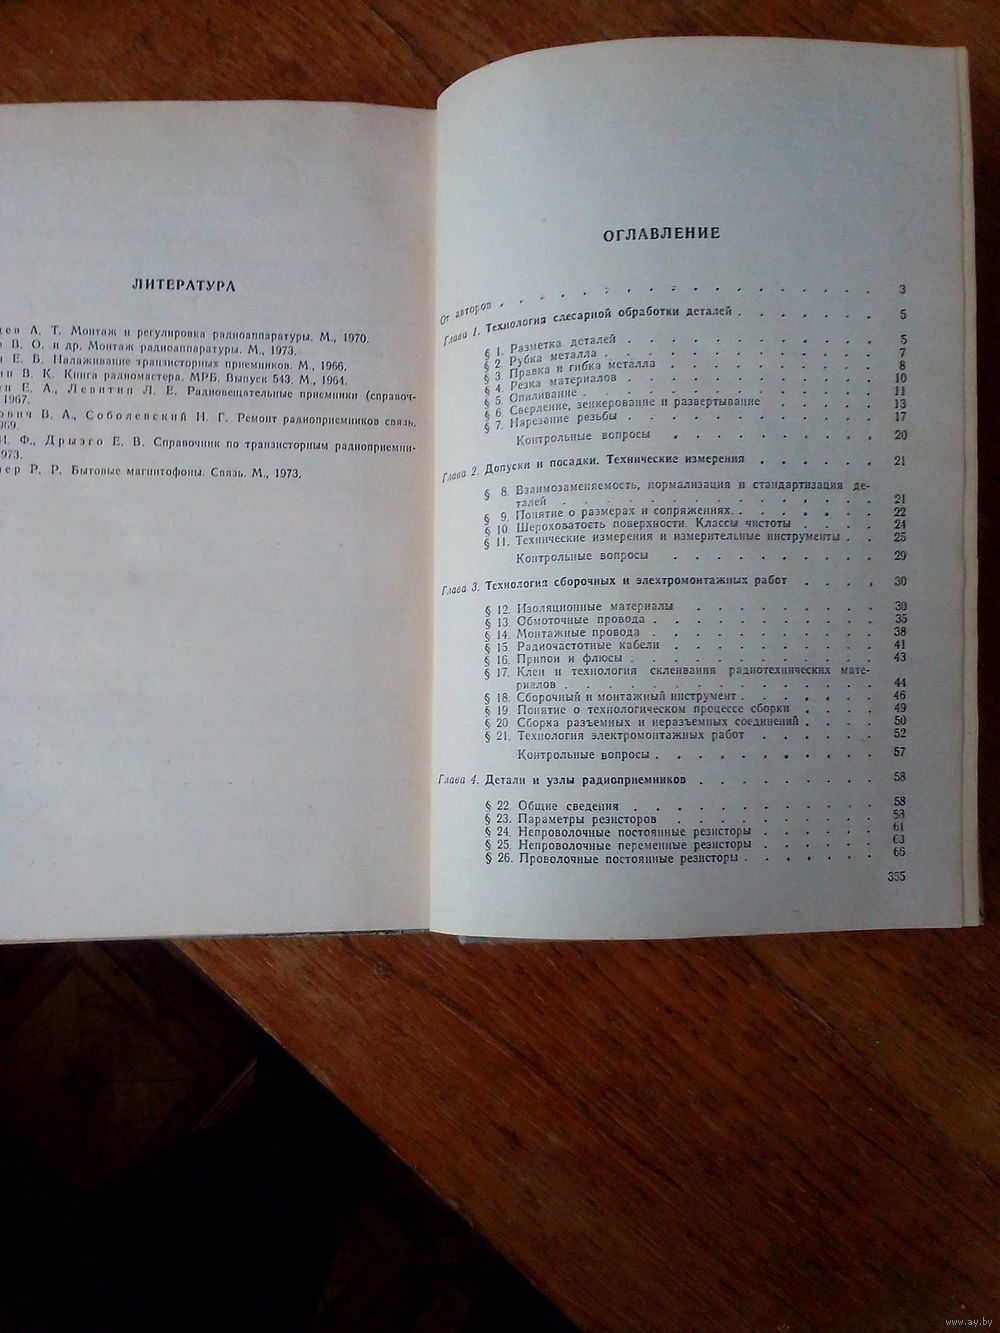 ЛИТЕРАТУРА
А. Т. Монтаж и регулировка радиоаппаратуры. М., 1970.
В. О. и др. Монтаж радиоаппаратуры. М., 1973.
Е. В. Налаживание транзисторных приемников. М., 1966.
В. К. Книга радиомастера. МРБ. Выпуск 543. М., 1964.
Е. А., Левитин Л. Е. Радиовещательные приемники (справоч-
1967.
В. А., Соболевский Н. Г. Ремонт радиоприемников связь.
Ф., Дрызго Е. В. Справочник по транзисторным радиоприемни-
Р. Р. Бытовые магнитофоны. Связь. М., 1973.
ОГЛАВЛЕНИЕ
От авторов . . . . . . . . . . . . . . 3
Глава 1. Технология слесарной обработки деталей . . . . . . 5
§ 1. Разметка деталей . . . . . . . . . . 5
§ 2. Рубка металла . . . . . . . . . . 7
§ 3. Правка и гибка металла . . . . . . . . 8
§ 4. Резка материалов . . . . . . . . . . 10
§ 5. Опиливание . . . . . . . . . . . 11
§ 6. Сверление, зенкерование и развертывание . . . . 13
§ 7. Нарезание резьбы . . . . . . . . . . 17
Контрольные вопросы . . . . . . . . 20
Глава 2. Допуски и посадки. Технические измерения . . . . . . 21
§ 8. Взаимозаменяемость, нормализация и стандартизация де-
талей . . . . . . . . . . . . 21
§ 9. Понятие о размерах и сопряжениях. . . . . . . 22
§ 10. Шероховатость поверхности. Классы чистоты . . . . 24
§ 11. Технические измерения и измерительные инструменты . . 25
Контрольные вопросы . . . . . . . . 29
Глава 3. Технология сборочных и электромонтажных работ . . . . 30
§ 12. Изоляционные материалы . . . . . . . . 30
§ 13. Обмоточные провода . . . . . . . . . 35
§ 14. Монтажные провода . . . . . . . . . 38
§ 15. Радиочастотные кабели . . . . . . . . 41
§ 16. Припои и флюсы . . . . . . . . . . 43
§ 17. Клеи и технология склеивания радиотехнических мате-
риалов . . . . . . . . . . . . 44
§ 18. Сборочный и монтажный инструмент . . . . . . 46
§ 19. Понятие о технологическом процессе сборки . . . . 49
§ 20. Сборка разъемных и неразъемных соединений . . . . 50
§ 21. Технология электромонтажных работ . . . . . 52
Контрольные вопросы . . . . . . . . . 57
Глава 4. Детали и узлы радиоприемников . . . . . . . . 58
§ 22. Общие сведения . . . . . . . . . . 58
§ 23. Параметры резисторов . . . . . . . .
§ 24. Непроволочные постоянные резисторы . . . . . 61
§ 25. Непроволочные переменные резисторы . . . . . 63
§ 26. Проволочные постоянные резисторы . . . . . . 66
355
www.ay.by